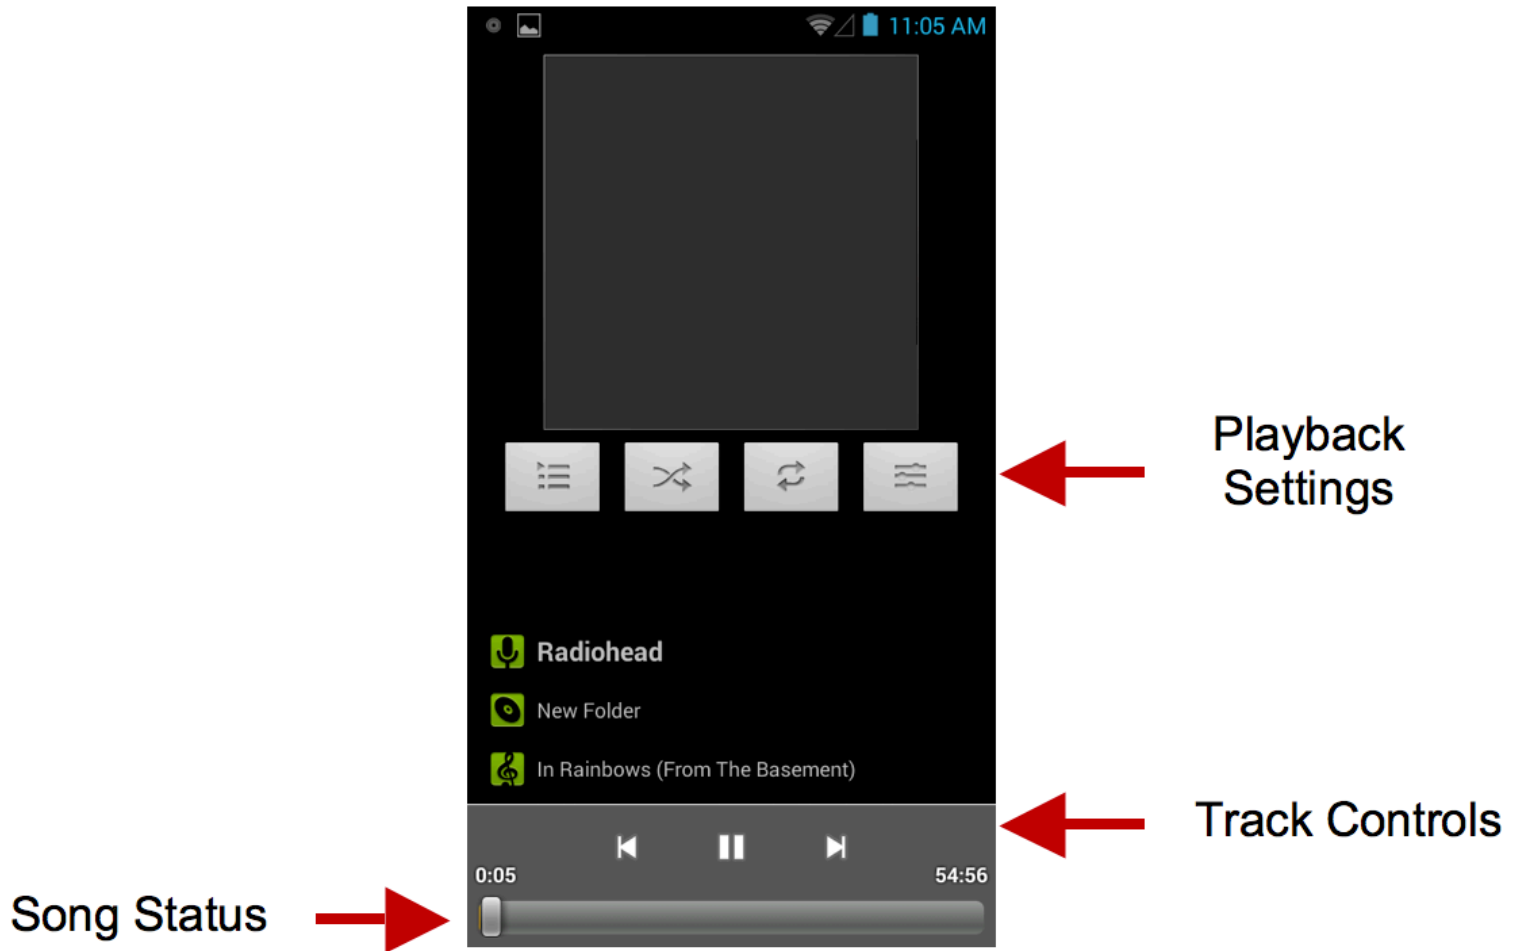 11:05 AM
Playback
Settings
Radiohead
New Folder
In Rainbows (From The Basement)
Track Controls
0:05
54:56
Song Status